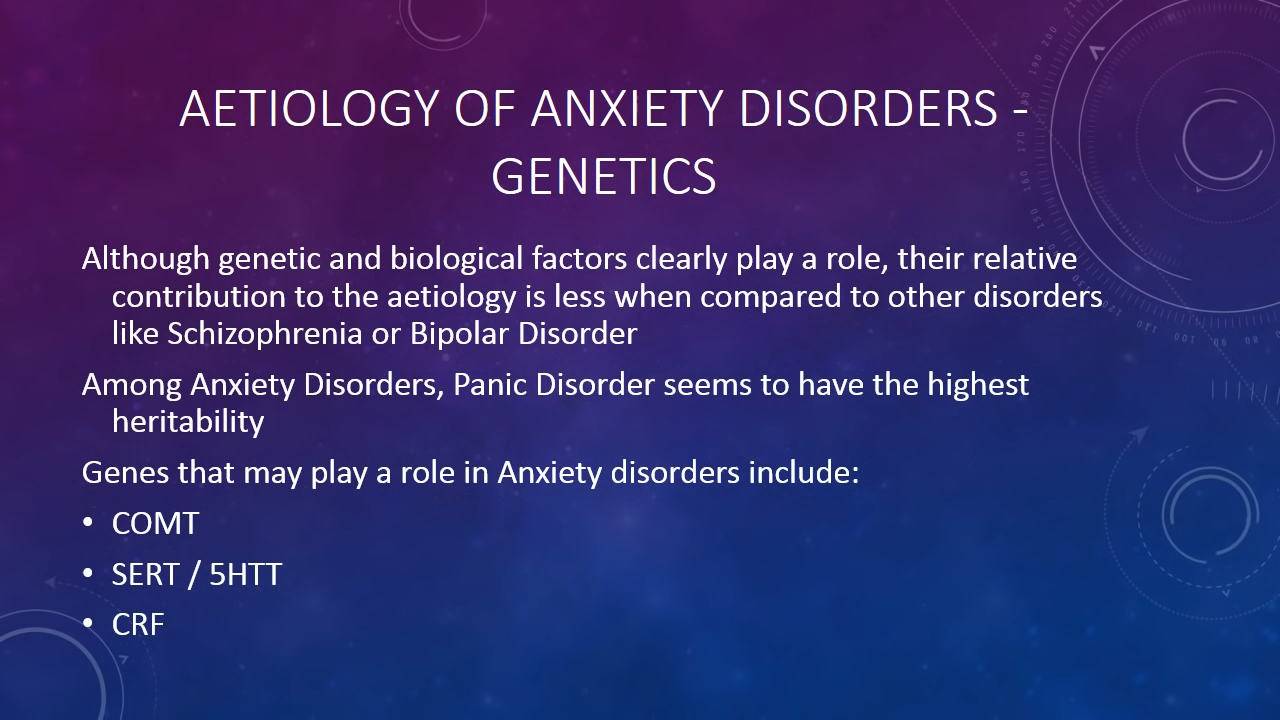 AETIOLOGY OF ANXIETY DISORDERS -
GENETICS
Although genetic and biological factors clearly play a role, their relative
contribution to the aetiology is less when compared to other disorders
like Schizophrenia or Bipolar Disorder
Among Anxiety Disorders, Panic Disorder seems to have the highest
heritability
Genes that may play a role in Anxiety disorders include:
• COMT
• SERT / 5HTT
• CRF